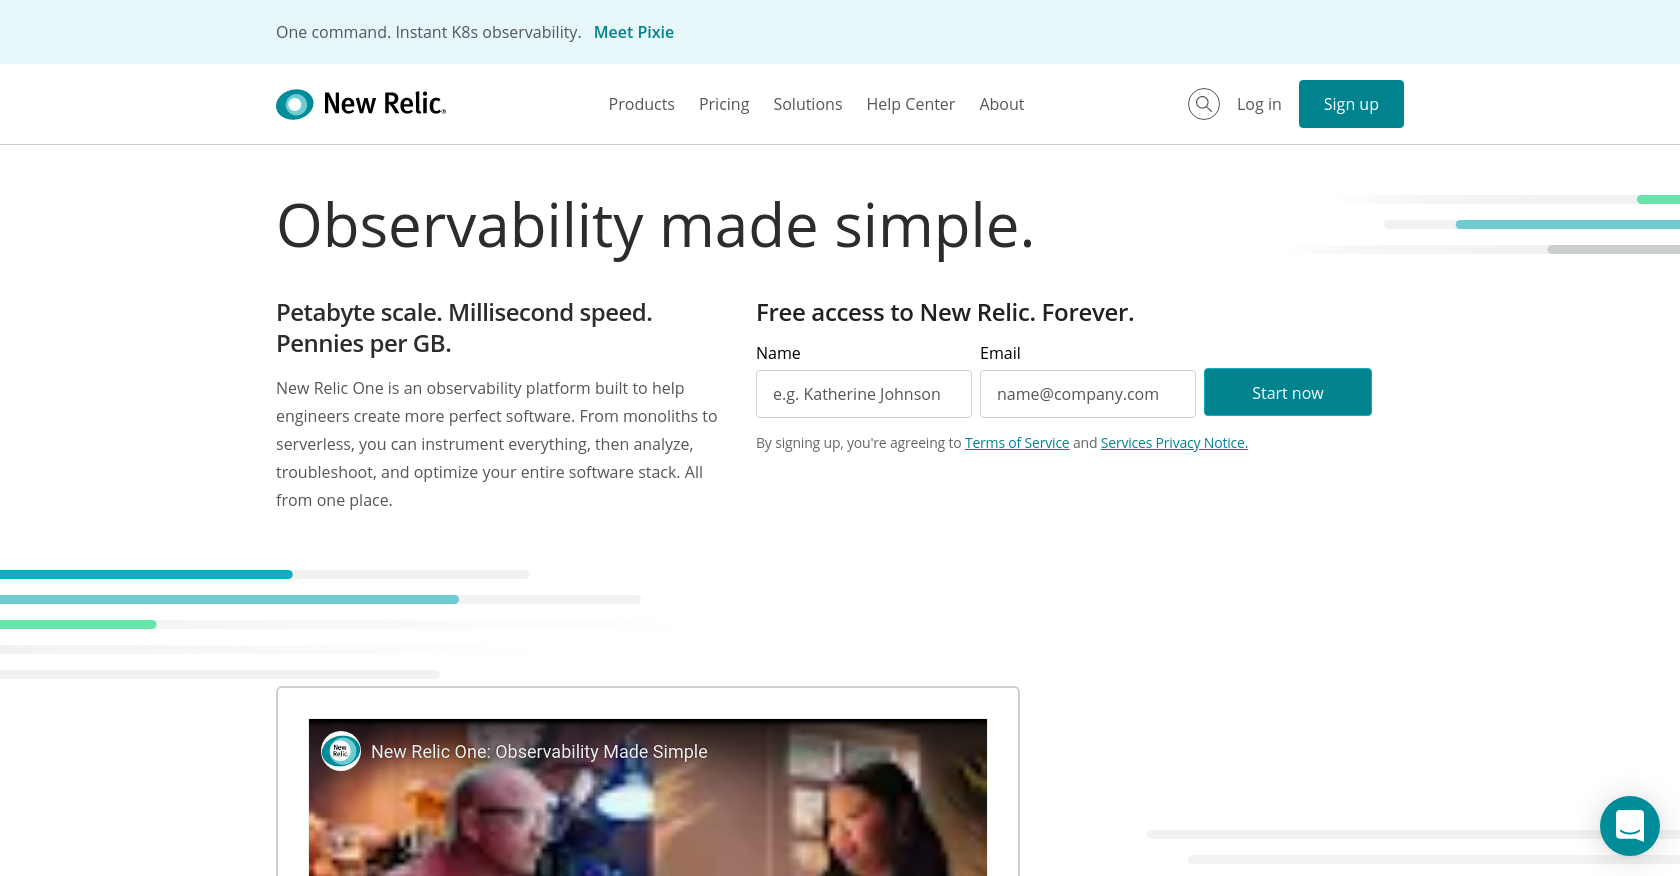 One command. Instant K8s observability. Meet Pixie
New Relic.
Products Pricing Solutions Help Center About
Log in
Sign up
Observability made simple.
Petabyte scale. Millisecond speed.
Pennies per GB.
New Relic One is an observability platform built to help
engineers create more perfect software. From monoliths to
serverless, you can instrument everything, then analyze,
troubleshoot, and optimize your entire software stack. All
from one place.
Free access to New Relic. Forever.
Name Email
e.g. Katherine Johnson name@company.com Start now
By signing up, you're agreeing to Terms of Service and Services Privacy Notice.
New
Relic.
New Relic One: Observability Made Simple